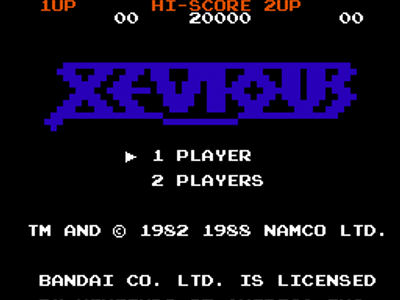 1UP HI-SCORE 2UP
00 20000 00
XEVIOUS
1 PLAYER
2 PLAYERS
TM AND © 1982 1988 NAMCO LTD.
BANDAI CO. LTD. IS LICENSED